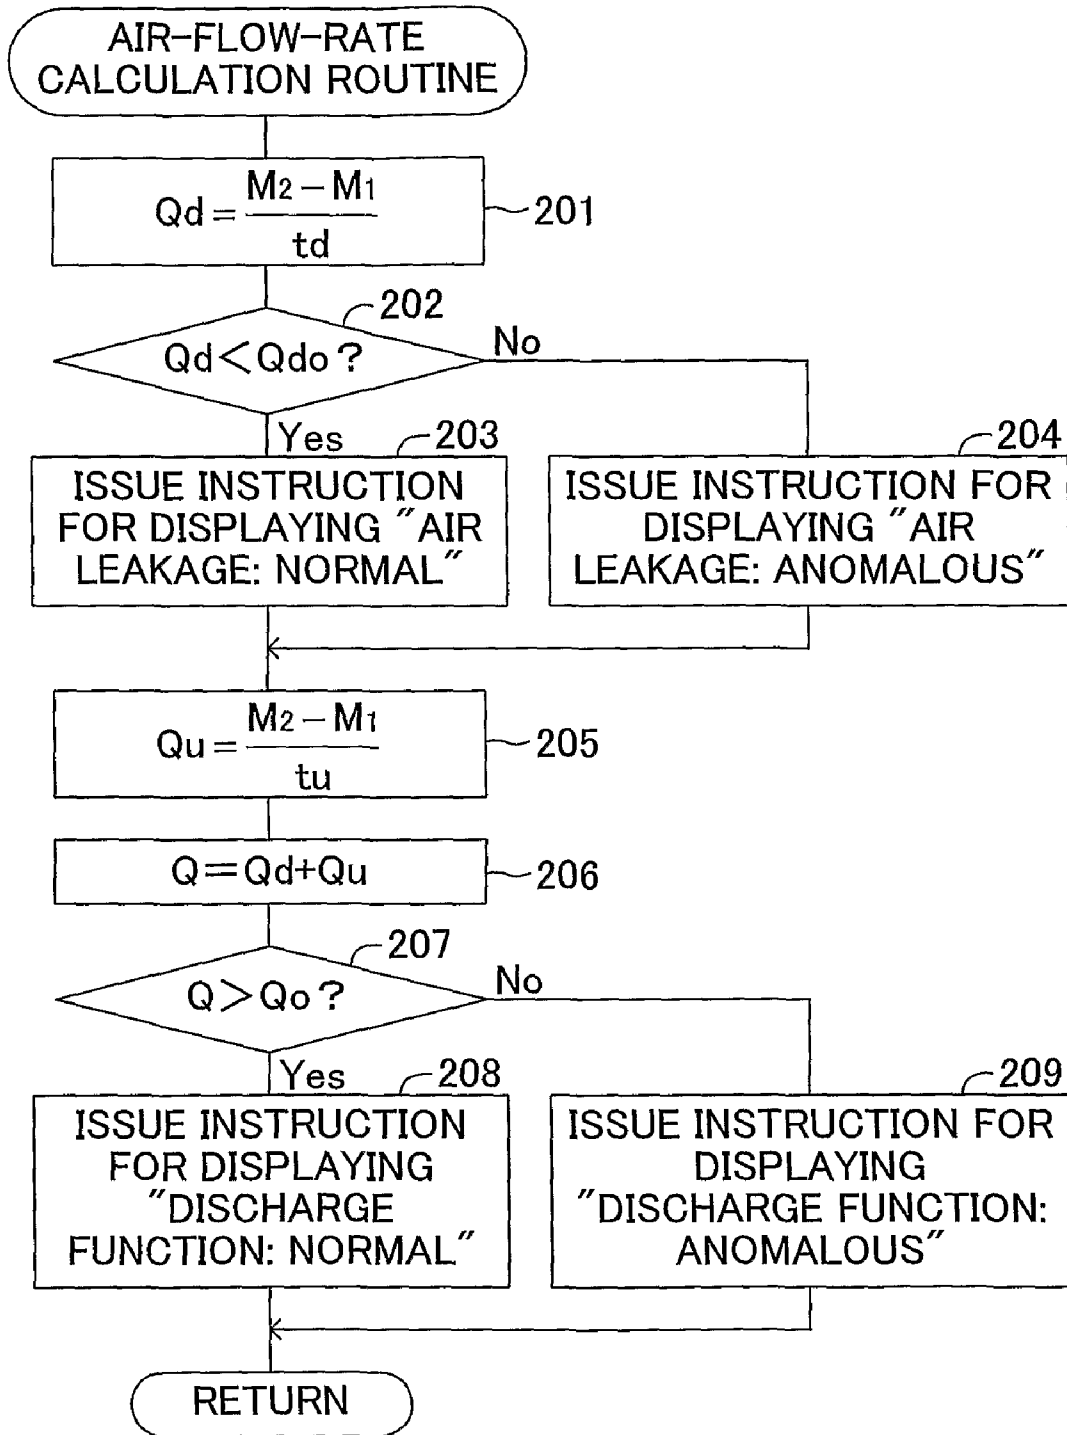 AIR-FLOW-RATE
CALCULATION ROUTINE
Qd = M2 - M1 / td
201
202
Qd < Qdo ?
No
Yes
203
ISSUE INSTRUCTION
FOR DISPLAYING "AIR
LEAKAGE: NORMAL"
204
ISSUE INSTRUCTION FOR
DISPLAYING "AIR
LEAKAGE: ANOMALOUS"
Qu = M2 - M1 / tu
205
Q = Qd+Qu
206
207
Q > Qo ?
No
Yes
208
ISSUE INSTRUCTION
FOR DISPLAYING
"DISCHARGE
FUNCTION: NORMAL"
209
ISSUE INSTRUCTION FOR
DISPLAYING
"DISCHARGE FUNCTION:
ANOMALOUS"
RETURN